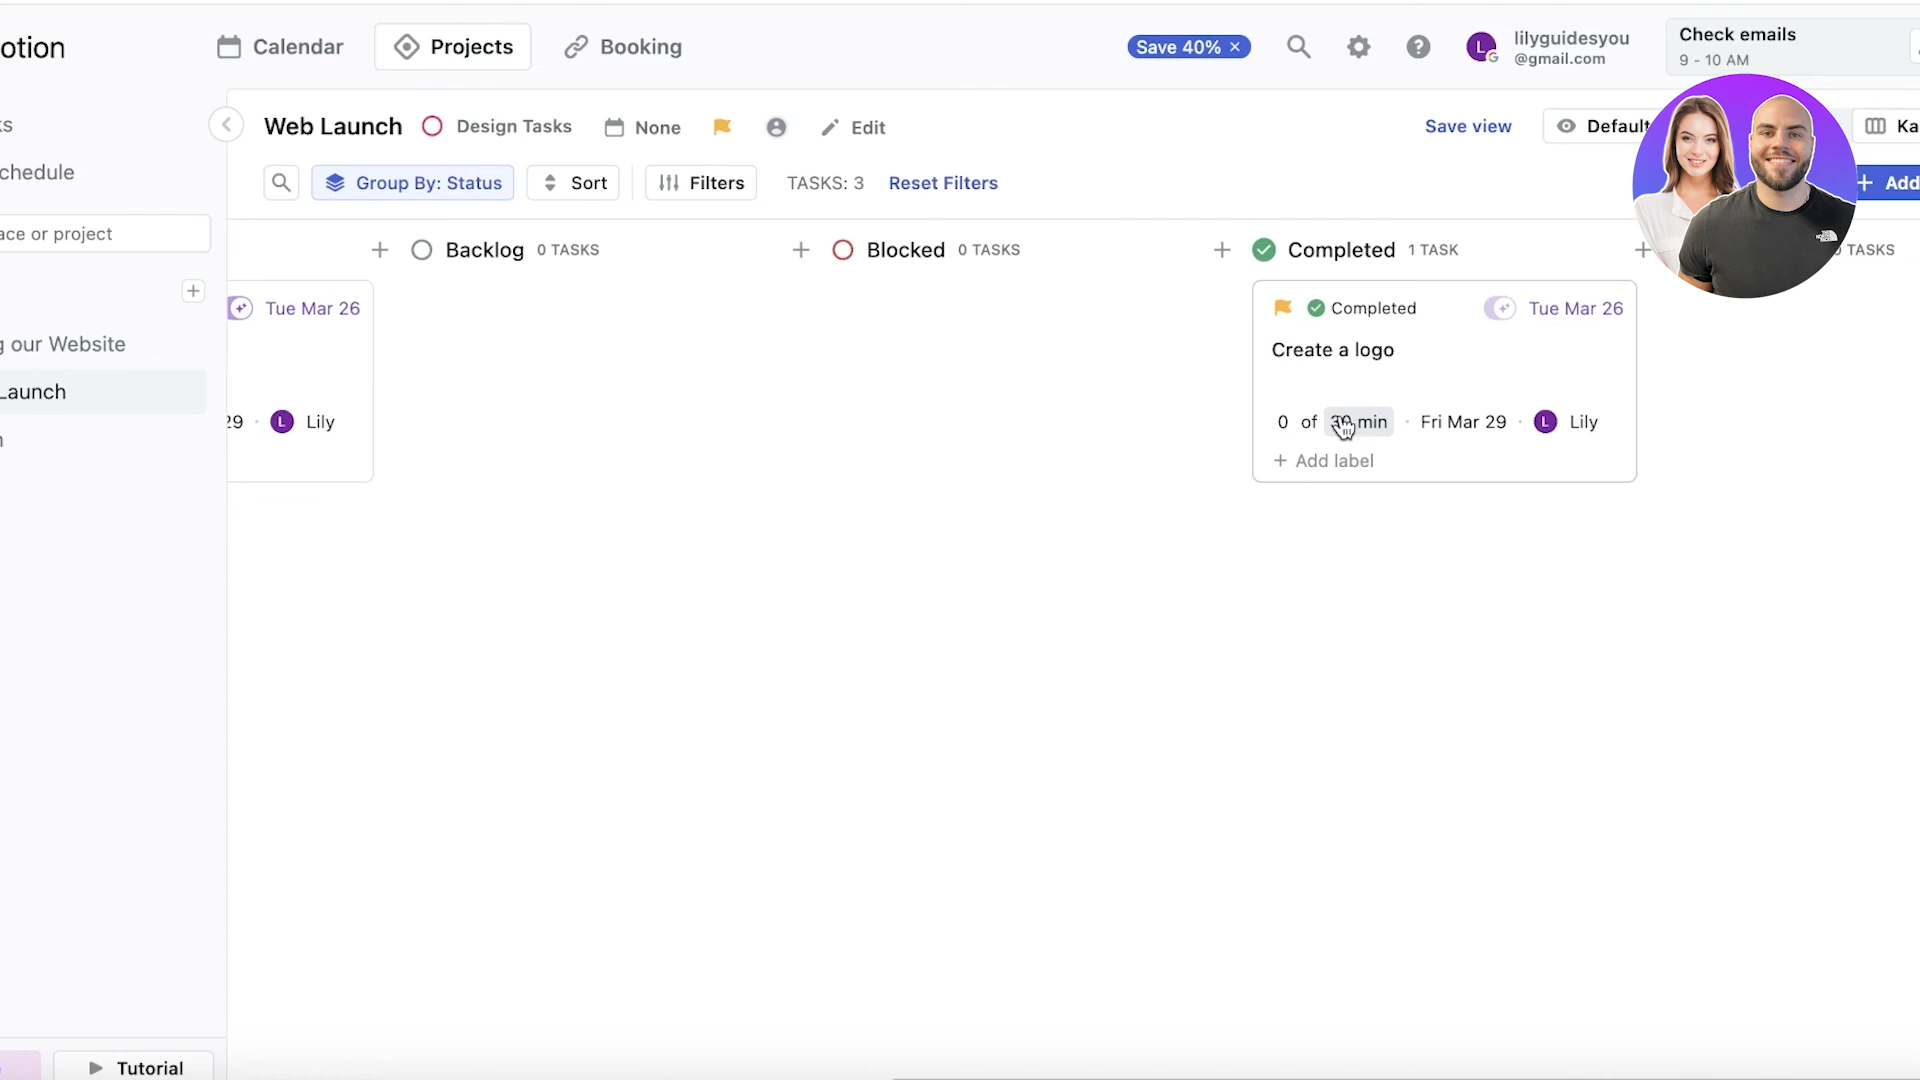 otion
Calendar
Projects
Booking
Save 40% ×
L
G
lilyguidesyou
@gmail.com
Check emails
9 - 10 AM
Web Launch
Design Tasks
None
Edit
Save view
Default
Ka
chedule
Group By: Status
Sort
Filters
TASKS: 3
Reset Filters
+ Add
ace or project
+ Backlog 0 TASKS
+ Blocked 0 TASKS
+ Completed 1 TASK
+ TASKS
+
Tue Mar 26
Completed
Tue Mar 26
g our Website
Create a logo
Launch
29 · L Lily
0 of min · Fri Mar 29 · L Lily
+ Add label
Tutorial